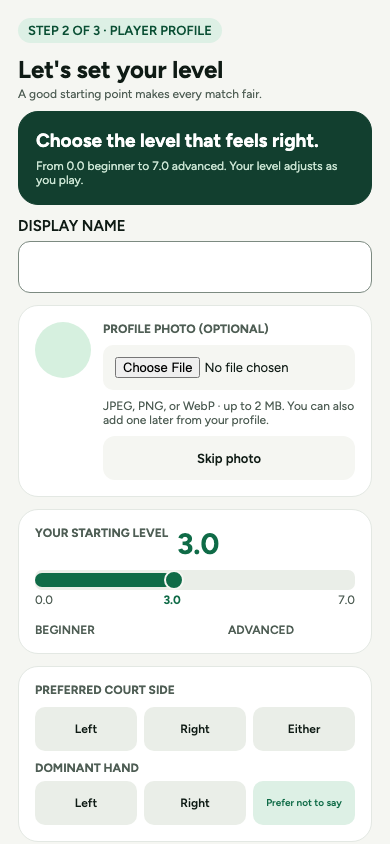 STEP 2 OF 3 · PLAYER PROFILE
Let's set your level
A good starting point makes every match fair.
Choose the level that feels right.
From 0.0 beginner to 7.0 advanced. Your level adjusts as
you play.
DISPLAY NAME
PROFILE PHOTO (OPTIONAL)
Choose File No file chosen
JPEG, PNG, or WebP · up to 2 MB. You can also
add one later from your profile.
Skip photo
YOUR STARTING LEVEL 3.0
0.0 3.0 7.0
BEGINNER ADVANCED
PREFERRED COURT SIDE
Left Right Either
DOMINANT HAND
Left Right Prefer not to say